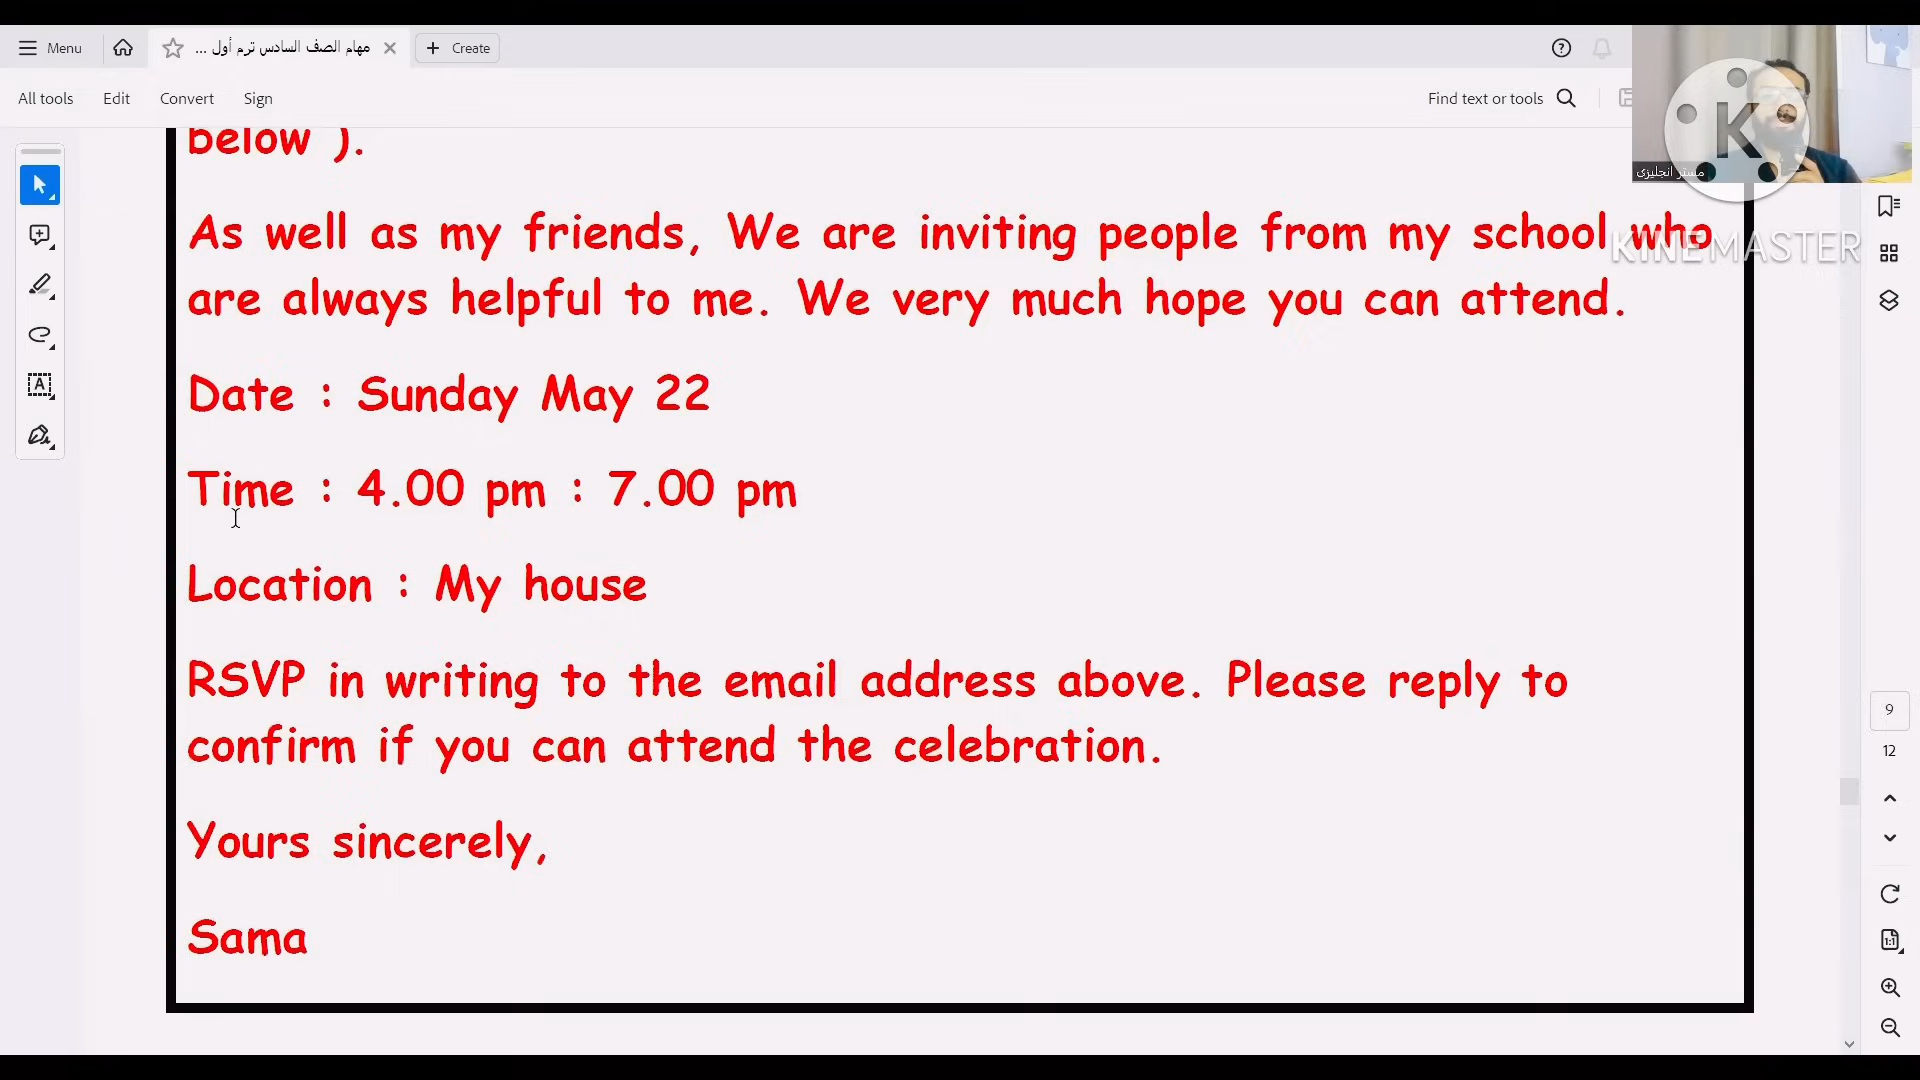 Menu
مهام الصف السادس ترم أول ...
Create
All tools
Edit
Convert
Sign
Find text or tools
مستر انجليزى
K
KINEMASTER
below ).
As well as my friends, We are inviting people from my school who
are always helpful to me. We very much hope you can attend.
Date : Sunday May 22
Time : 4.00 pm : 7.00 pm
Location : My house
RSVP in writing to the email address above. Please reply to
confirm if you can attend the celebration.
Yours sincerely,
Sama
9
12